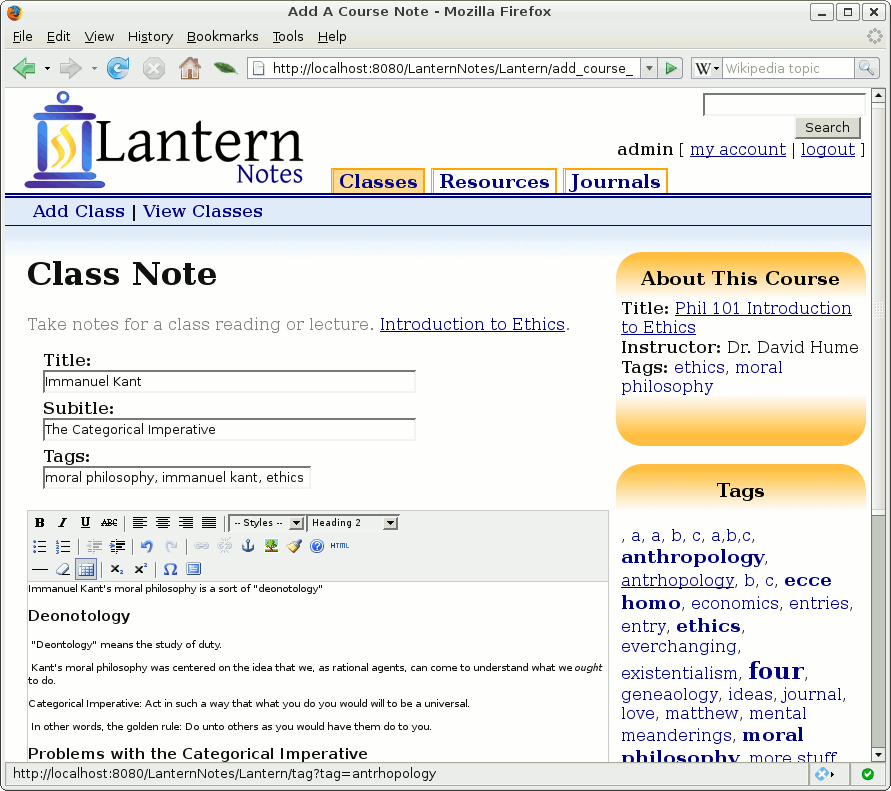 Add A Course Note - Mozilla Firefox
File Edit View History Bookmarks Tools Help
http://localhost:8080/LanternNotes/Lantern/add_course_
W Wikipedia topic
Lantern
Notes
Search
admin [ my account | logout ]
Classes Resources Journals
Add Class | View Classes
Class Note
Take notes for a class reading or lecture. Introduction to Ethics.
Title:
Immanuel Kant
Subitle:
The Categorical Imperative
Tags:
moral philosophy, immanuel kant, ethics
B I U ABC -- Styles -- Heading 2
HTML
x₂ x² Ω
Immanuel Kant's moral philosophy is a sort of "deonotology"
Deonotology
"Deontology" means the study of duty.
Kant's moral philosophy was centered on the idea that we, as rational agents, can come to understand what we ought
to do.
Categorical Imperative: Act in such a way that what you do you would will to be a universal.
In other words, the golden rule: Do unto others as you would have them do to you.
Problems with the Categorical Imperative
About This Course
Title: Phil 101 Introduction
to Ethics
Instructor: Dr. David Hume
Tags: ethics, moral
philosophy
Tags
, a, a, b, c, a,b,c,
anthropology,
antrhopology, b, c, ecce
homo, economics, entries,
entry, ethics,
everchanging,
existentialism, four,
geneaology, ideas, journal,
love, matthew, mental
meanderings, moral
philosophy, more stuff
http://localhost:8080/LanternNotes/Lantern/tag?tag=antrhopology